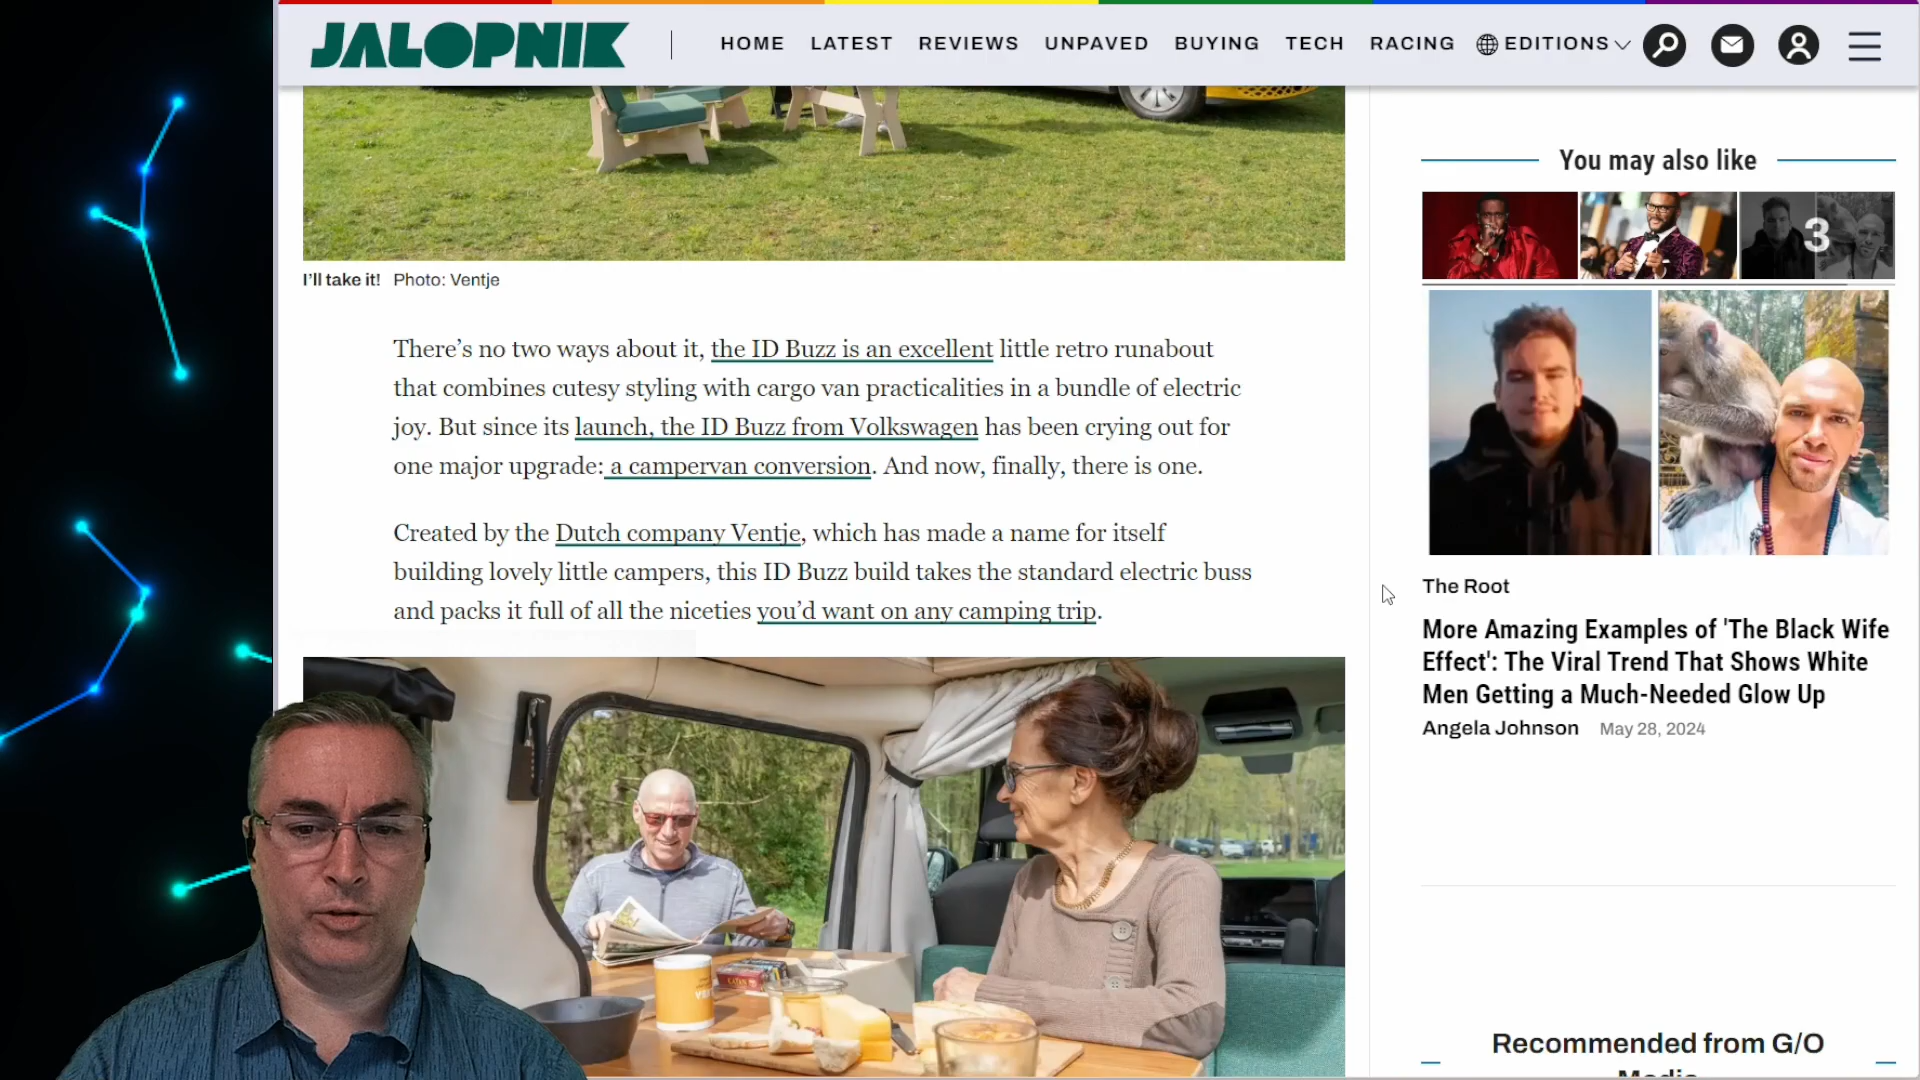 JALOPNIK
HOME LATEST REVIEWS UNPAVED BUYING TECH RACING EDITIONS
I'll take it! Photo: Ventje
There's no two ways about it, the ID Buzz is an excellent little retro runabout
that combines cutesy styling with cargo van practicalities in a bundle of electric
joy. But since its launch, the ID Buzz from Volkswagen has been crying out for
one major upgrade: a campervan conversion. And now, finally, there is one.
Created by the Dutch company Ventje, which has made a name for itself
building lovely little campers, this ID Buzz build takes the standard electric buss
and packs it full of all the niceties you'd want on any camping trip.
You may also like
3
The Root
More Amazing Examples of 'The Black Wife
Effect': The Viral Trend That Shows White
Men Getting a Much-Needed Glow Up
Angela Johnson May 28, 2024
Recommended from G/O
Media
CATAN